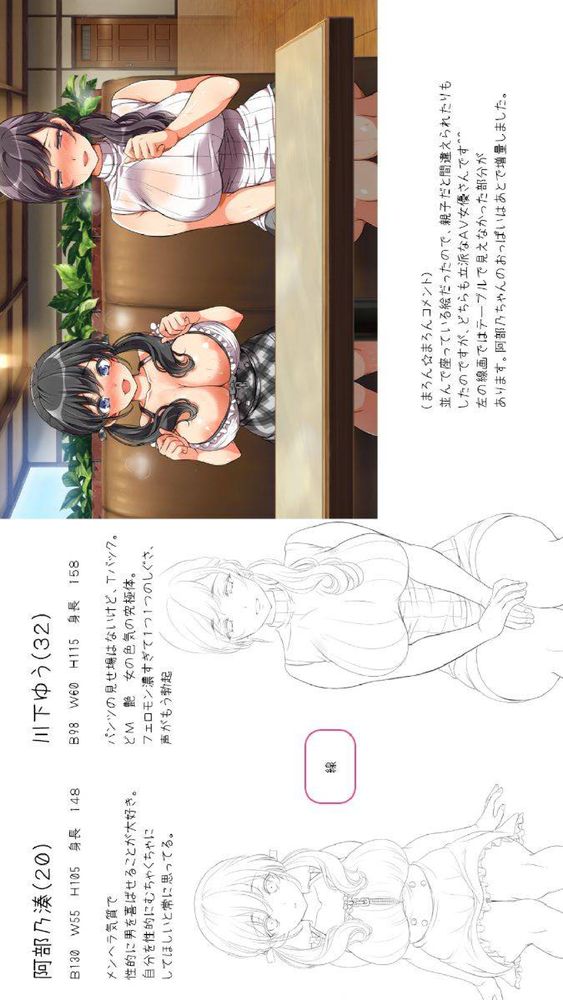 阿部乃湊(20)
B130 W55 H105 身長 148
メンヘラ気質で
性的に男を喜ばせることが大好き。
自分を性的にむちゃくちゃに
してほしいと常に思ってる。
川下ゆう(32)
B98 W60 H115 身長 158
パンツの見せ場はないけど、Tバック。
どM 艶 女の色気の究極体。
フェロモン濃すぎて1つ1つのしぐさ、
声がもう勃起
線
(まろん☆まろんコメント)
並んで座っている絵だったので、親子だと間違えられたりも
したのですが、どちらも立派なAV女優さんです^^
左の線画ではテーブルで見えなかった部分が
あります。阿部乃ちゃんのおっぱいはあとで増量しました。